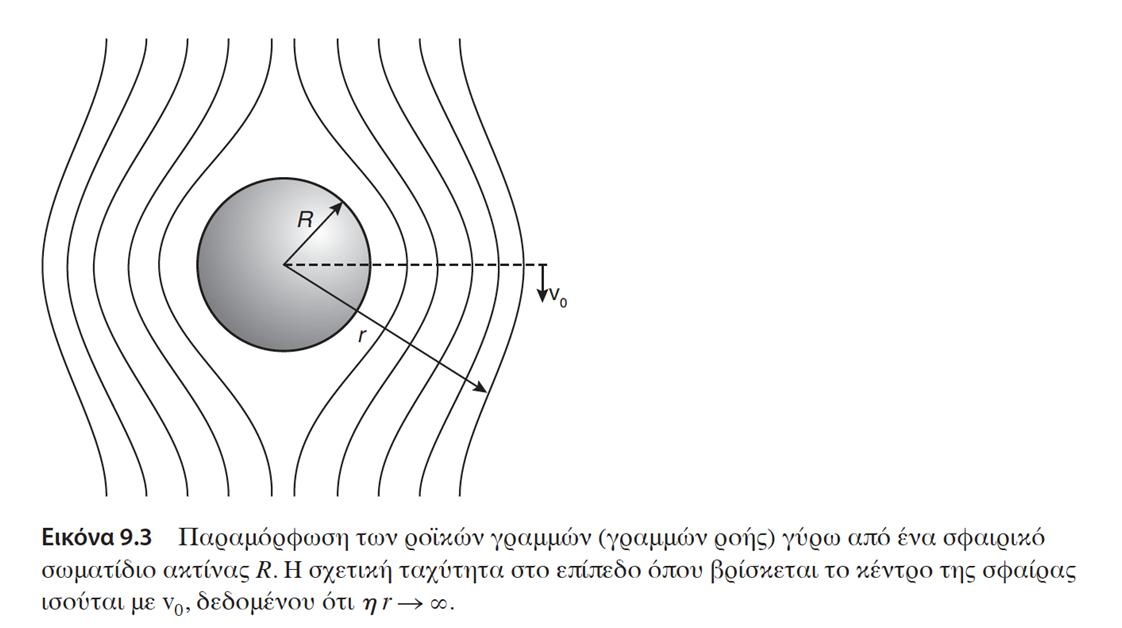 R
v₀
r
Εικόνα 9.3 Παραμόρφωση των ροϊκών γραμμών (γραμμών ροής) γύρω από ένα σφαιρικό
σωματίδιο ακτίνας R. Η σχετική ταχύτητα στο επίπεδο όπου βρίσκεται το κέντρο της σφαίρας
ισούται με v₀, δεδομένου ότι η r → ∞.